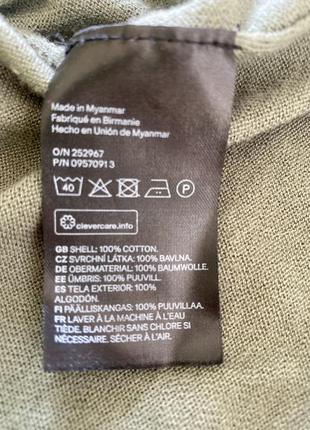 Made in Myanmar
Fabriqué en Birmanie
Hecho en Unión de Myanmar
O/N 252967
P/N 09570913
40 P
clevercare.info
GB SHELL: 100% COTTON.
CZ SVRCHNÍ LÁTKA: 100% BAVLNA.
DE OBERMATERIAL: 100% BAUMWOLLE.
EE ÜMBRIS: 100% PUUVILL.
ES TELA EXTERIOR: 100%
ALGODÓN.
FI PÄÄLLISKANGAS: 100% PUUVILLAA.
FR LAVER À LA MACHINE À L'EAU
TIÈDE. BLANCHIR SANS CHLORE SI
NÉCESSAIRE. SÉCHER À L'AIR.